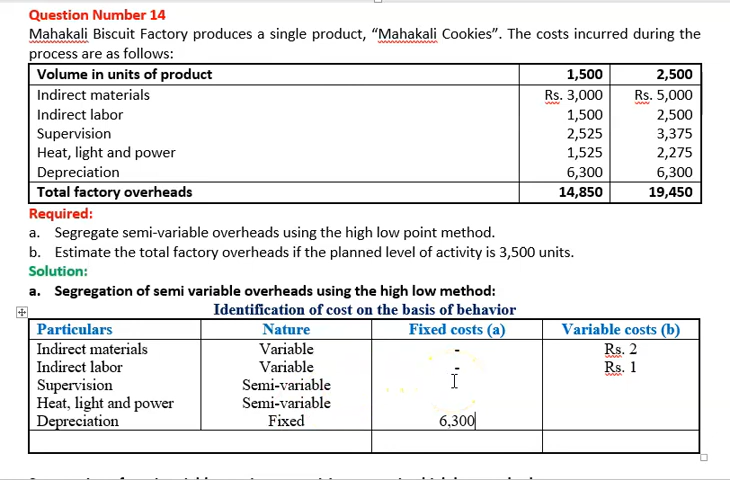 Question Number 14
Mahakali Biscuit Factory produces a single product, “Mahakali Cookies”. The costs incurred during the
process are as follows:
Volume in units of product 1,500 2,500
Indirect materials Rs. 3,000 Rs. 5,000
Indirect labor 1,500 2,500
Supervision 2,525 3,375
Heat, light and power 1,525 2,275
Depreciation 6,300 6,300
Total factory overheads 14,850 19,450
Required:
a. Segregate semi-variable overheads using the high low point method.
b. Estimate the total factory overheads if the planned level of activity is 3,500 units.
Solution:
a. Segregation of semi variable overheads using the high low method:
Identification of cost on the basis of behavior
Particulars Nature Fixed costs (a) Variable costs (b)
Indirect materials Variable - Rs. 2
Indirect labor Variable - Rs. 1
Supervision Semi-variable
Heat, light and power Semi-variable
Depreciation Fixed 6,300